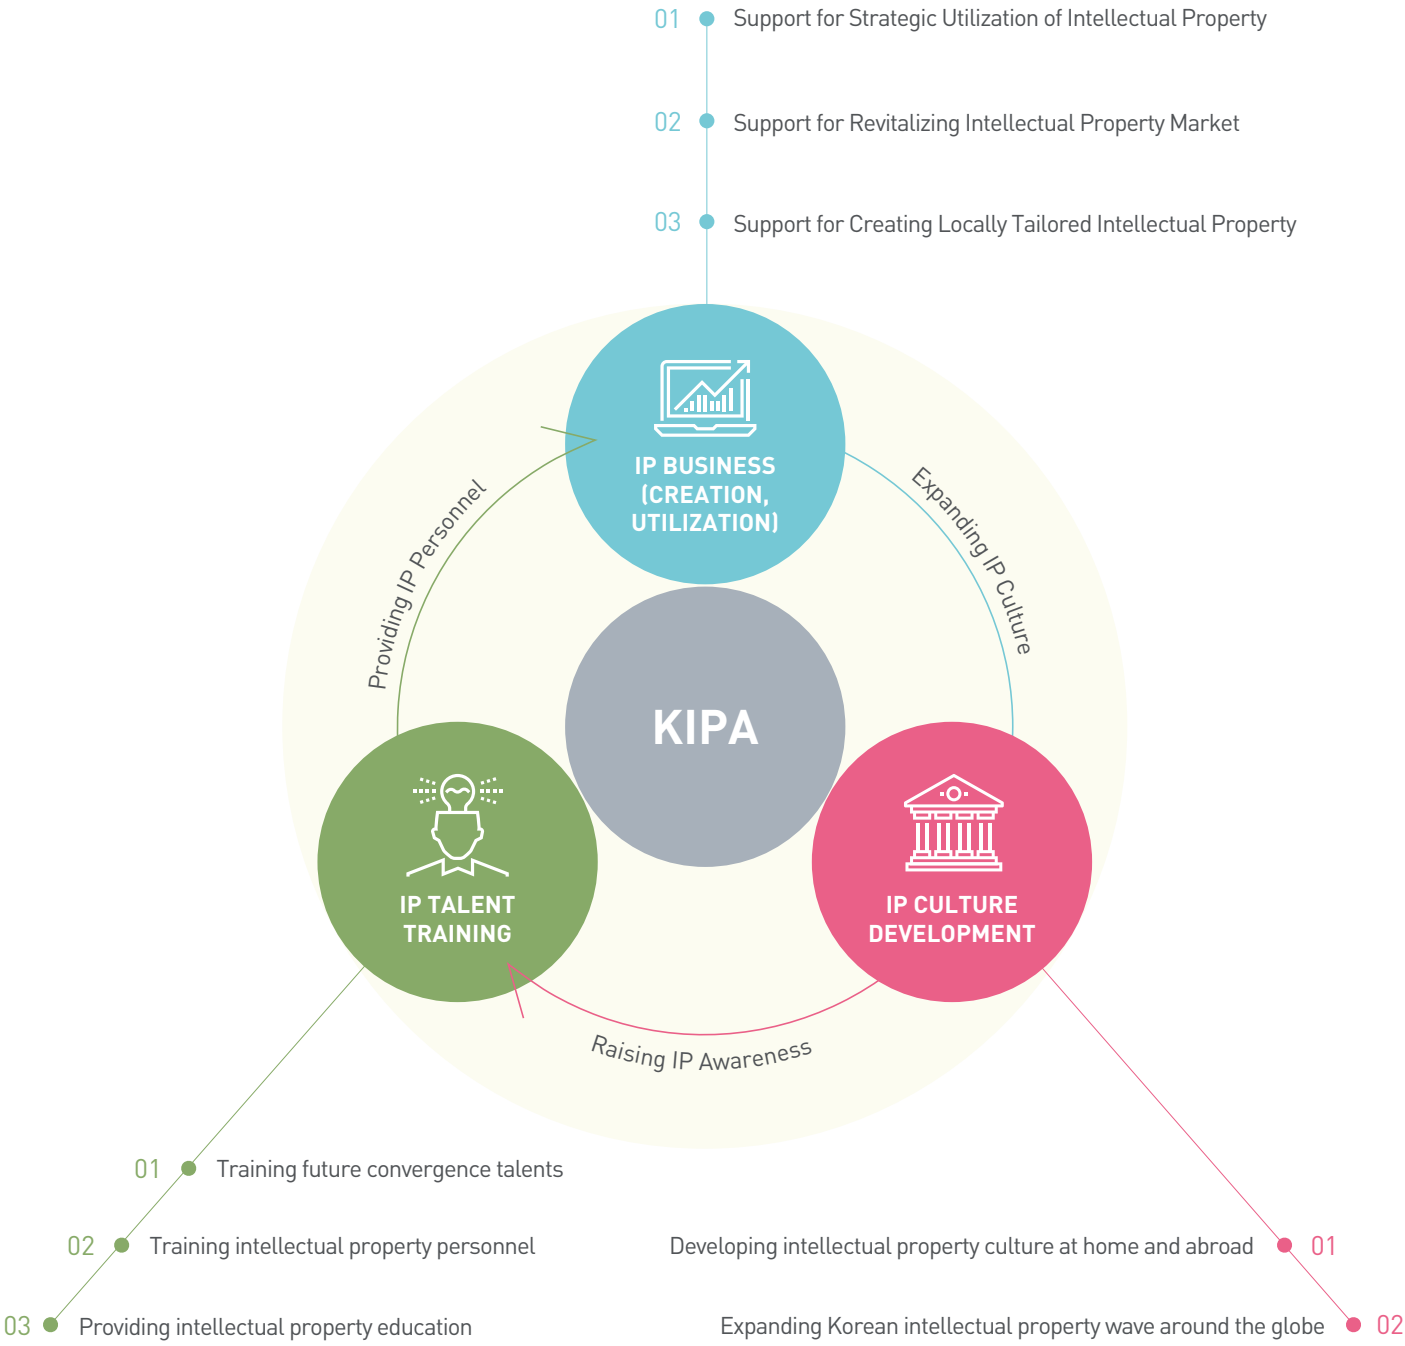 01 Support for Strategic Utilization of Intellectual Property
02 Support for Revitalizing Intellectual Property Market
03 Support for Creating Locally Tailored Intellectual Property
IP BUSINESS
(CREATION,
UTILIZATION)
Providing IP Personnel
Expanding IP Culture
KIPA
IP TALENT
TRAINING
IP CULTURE
DEVELOPMENT
Raising IP Awareness
01 Training future convergence talents
02 Training intellectual property personnel
03 Providing intellectual property education
Developing intellectual property culture at home and abroad 01
Expanding Korean intellectual property wave around the globe 02